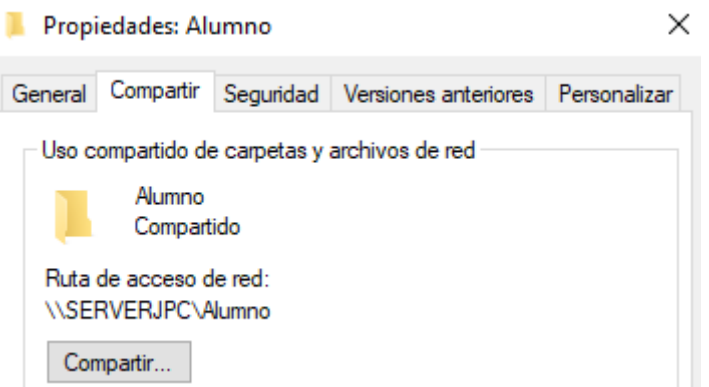 Propiedades: Alumno
General Compartir Seguridad Versiones anteriores Personalizar
Uso compartido de carpetas y archivos de red
Alumno
Compartido
Ruta de acceso de red:
\\SERVERJPC\Alumno
Compartir...